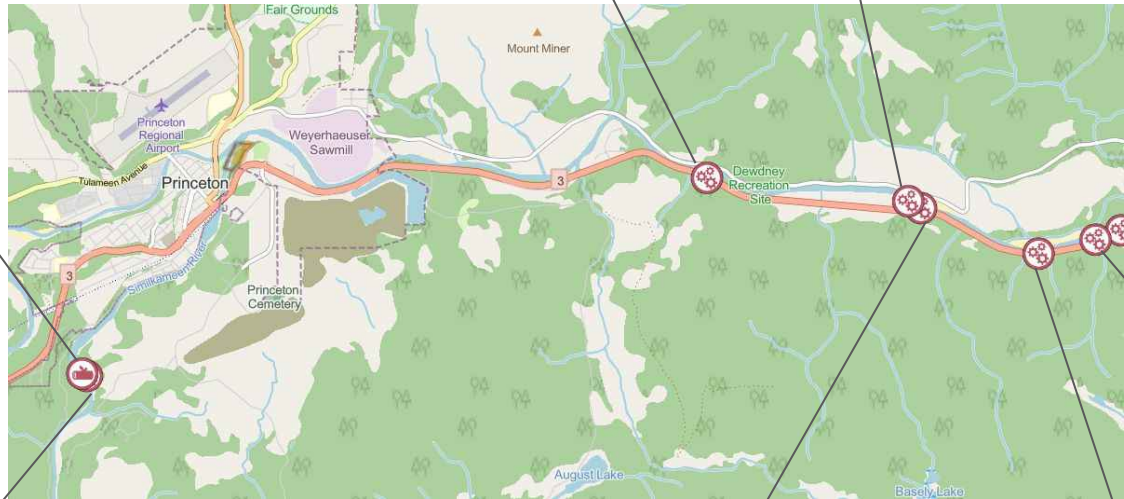 Fair Grounds
Mount Miner
Princeton
Regional
Airport
Weyerhaeuser
Sawmill
Tulameen Avenue
Princeton
3
Dewdney
Recreation
Site
3
Similkameen River
Princeton
Cemetery
August Lake
Basely Lake